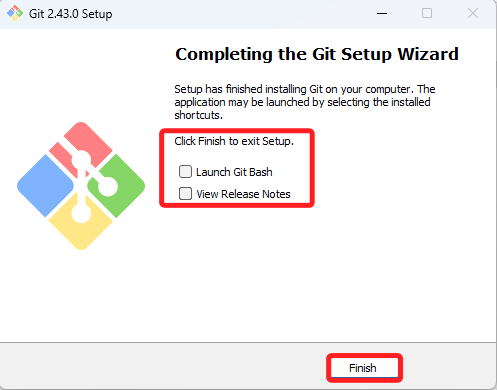 Git 2.43.0 Setup
Completing the Git Setup Wizard
Setup has finished installing Git on your computer. The
application may be launched by selecting the installed
shortcuts.
Click Finish to exit Setup.
Launch Git Bash
View Release Notes
Finish